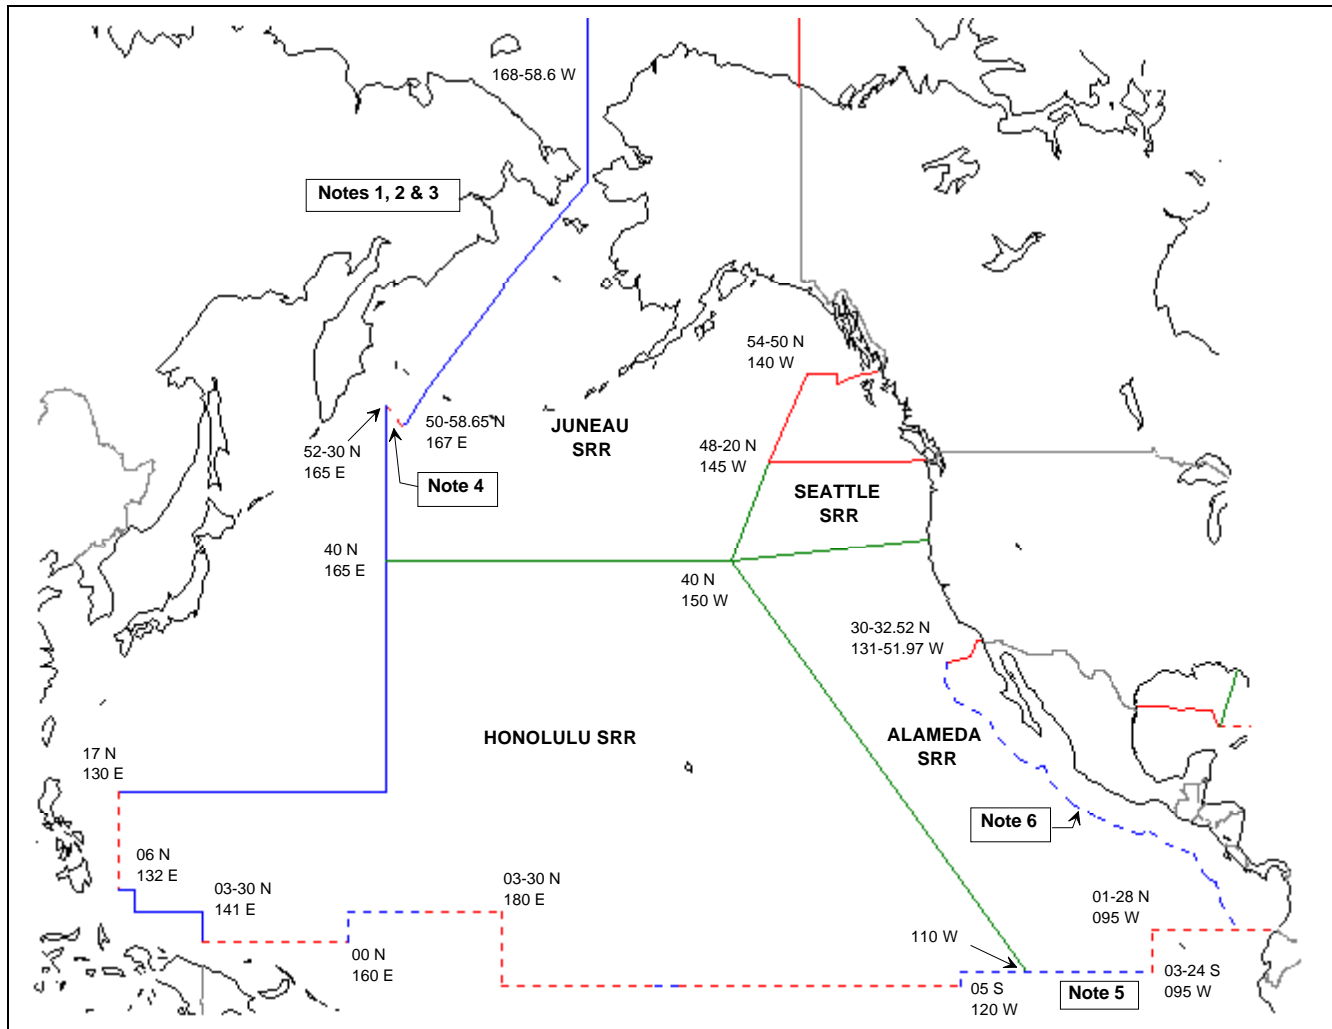 168-58.6 W
Notes 1, 2 & 3
54-50 N
140 W
50-58.65 N
167 E
JUNEAU
SRR
52-30 N
165 E
48-20 N
145 W
Note 4
SEATTLE
SRR
40 N
165 E
40 N
150 W
30-32.52 N
131-51.97 W
HONOLULU SRR
ALAMEDA
SRR
17 N
130 E
Note 6
06 N
132 E
03-30 N
141 E
03-30 N
180 E
01-28 N
095 W
110 W
00 N
160 E
05 S
120 W
Note 5
03-24 S
095 W